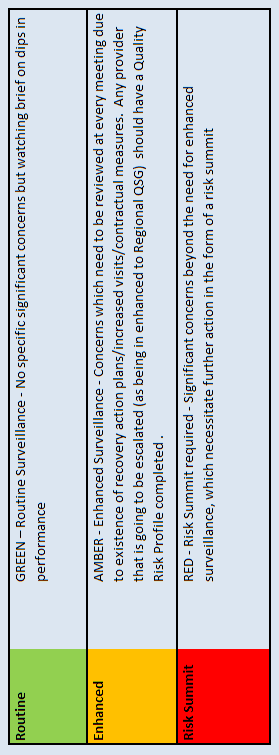 Routine
GREEN – Routine Surveillance - No specific significant concerns but watching brief on dips in
performance
Enhanced
AMBER - Enhanced Surveillance - Concerns which need to be reviewed at every meeting due
to existence of recovery action plans/increased visits/contractual measures. Any provider
that is going to be escalated (as being in enhanced to Regional QSG) should have a Quality
Risk Profile completed .
Risk Summit
RED - Risk Summit required - Significant concerns beyond the need for enhanced
surveillance, which necessitate further action in the form of a risk summit